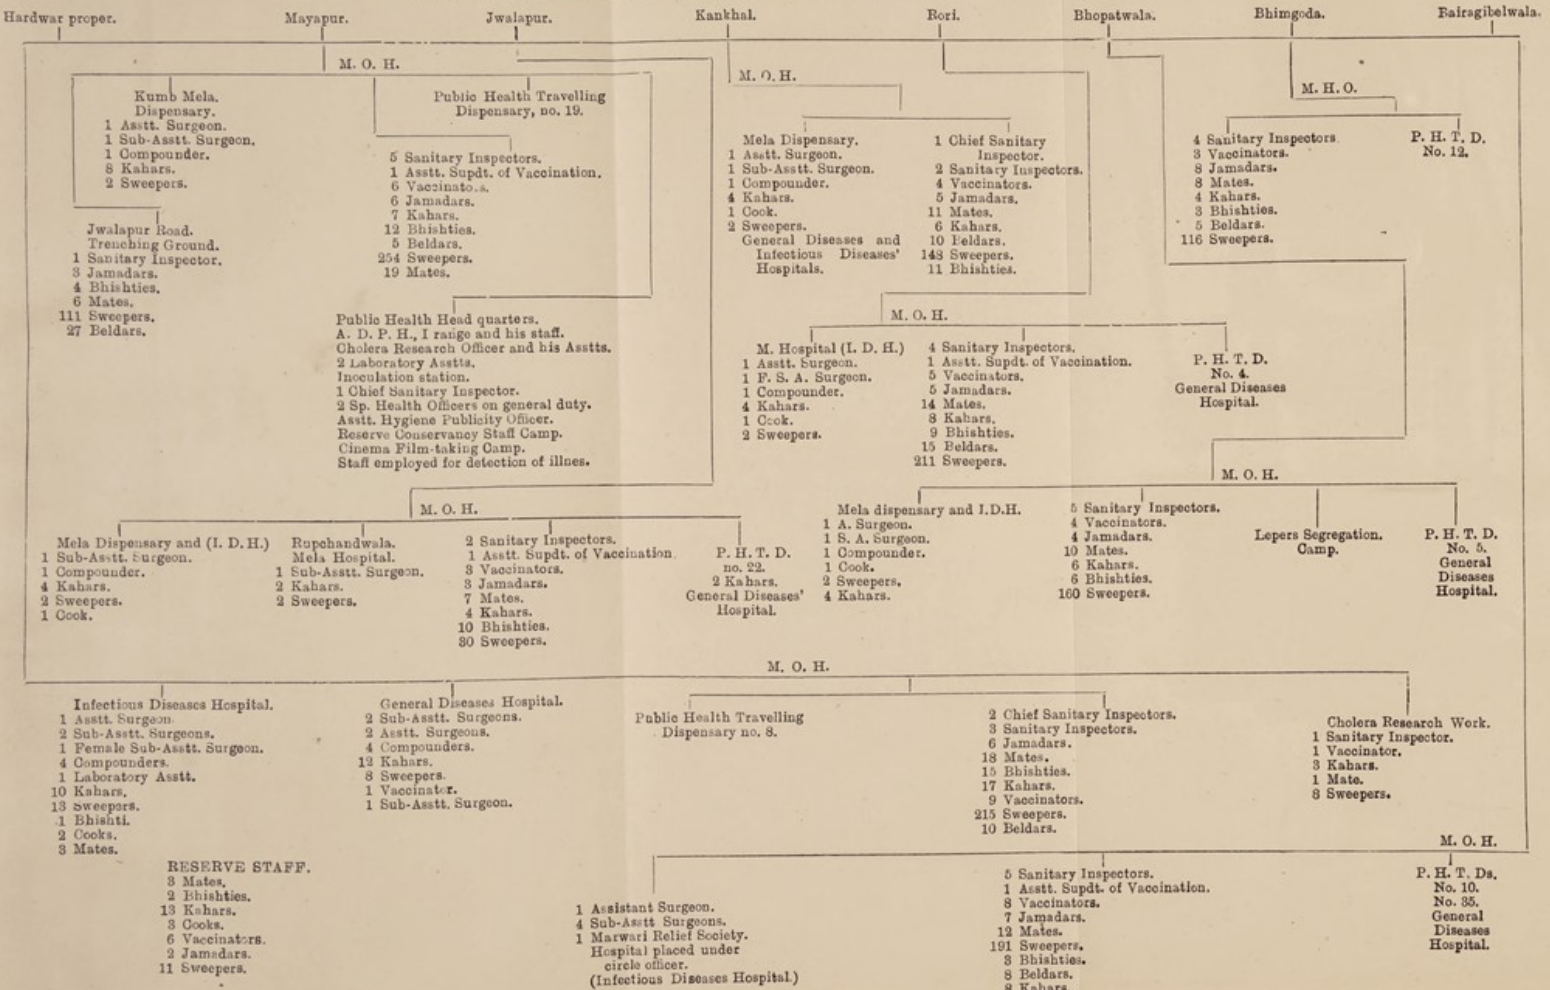 Hardwar proper. Mayapur. Jwalapur. Kankhal. Rori. Bhopatwala. Bhimgoda. Bairagibelwala.
M. O. H.
Kumb Mela.
Dispensary.
1 Asstt. Surgeon.
1 Sub-Asstt. Surgeon.
1 Compounder.
8 Kahars.
2 Sweepers.
Jwalapur Road.
Trenching Ground.
1 Sanitary Inspector.
3 Jamadars.
4 Bhishties.
6 Mates.
111 Sweepers.
27 Beldars.
Public Health Travelling
Dispensary, no. 19.
5 Sanitary Inspectors.
1 Asstt. Supdt. of Vaccination.
6 Vaccinators.
6 Jamadars.
7 Kahars.
12 Bhishties.
5 Beldars.
254 Sweepers.
19 Mates.
Public Health Head quarters.
A. D. P. H., I range and his staff.
Cholera Research Officer and his Asstts.
2 Laboratory Asstts.
Inoculation station.
1 Chief Sanitary Inspector.
2 Sp. Health Officers on general duty.
Asstt. Hygiene Publicity Officer.
Reserve Conservancy Staff Camp.
Cinema Film-taking Camp.
Staff employed for detection of illnes.
M. O. H.
Mela Dispensary.
1 Asstt. Surgeon.
1 Sub-Asstt. Surgeon.
1 Compounder.
4 Kahars.
1 Cook.
2 Sweepers.
General Diseases and
Infectious Diseases'
Hospitals.
1 Chief Sanitary
Inspector.
2 Sanitary Inspectors.
4 Vaccinators.
5 Jamadars.
11 Mates.
6 Kahars.
10 Beldars.
148 Sweepers.
11 Bhishties.
M. H. O.
4 Sanitary Inspectors
3 Vaccinators.
8 Jamadars.
8 Mates.
4 Kahars.
3 Bhishties.
5 Beldars.
116 Sweepers.
P. H. T. D.
No. 12.
M. O. H.
M. Hospital (I. D. H.)
1 Asstt. Surgeon.
1 F. S. A. Surgeon.
1 Compounder.
4 Kahars.
1 Cook.
2 Sweepers.
4 Sanitary Inspectors.
1 Asstt. Supdt. of Vaccination.
5 Vaccinators.
5 Jamadars.
14 Mates.
8 Kahars.
9 Bhishties.
15 Beldars.
211 Sweepers.
P. H. T. D.
No. 4.
General Diseases
Hospital.
M. O. H.
Mela Dispensary and (I. D. H.)
1 Sub-Asstt. Surgeon.
1 Compounder.
4 Kahars.
2 Sweepers.
1 Cook.
Rupchandwala.
Mela Hospital.
1 Sub-Asstt. Surgeon.
2 Kahars.
2 Sweepers.
2 Sanitary Inspectors.
1 Asstt. Supdt. of Vaccination
3 Vaccinators.
3 Jamadars.
7 Mates.
4 Kahars.
10 Bhishties.
30 Sweepers.
P. H. T. D.
no. 22.
2 Kahars.
General Diseases'
Hospital.
M. O. H.
Mela dispensary and I.D.H.
1 A. Surgeon.
1 S. A. Surgeon.
1 Compounder.
1 Cook.
2 Sweepers.
4 Kahars.
5 Sanitary Inspectors.
4 Vaccinators.
4 Jamadars.
10 Mates.
6 Kahars.
6 Bhishties.
160 Sweepers.
Lepers Segregation.
Camp.
P. H. T. D.
No. 5.
General
Diseases
Hospital.
M. O. H.
Infectious Diseases Hospital.
1 Asstt. Surgeon
2 Sub-Asstt. Surgeons.
1 Female Sub-Asstt. Surgeon.
4 Compounders.
1 Laboratory Asstt.
10 Kahars.
13 Sweepers.
1 Bhishti.
2 Cooks.
3 Mates.
General Diseases Hospital.
2 Sub-Asstt. Surgeons.
2 Asstt. Surgeons.
4 Compounders.
12 Kahars.
8 Sweepers.
1 Vaccinator.
1 Sub-Asstt. Surgeon.
Public Health Travelling
Dispensary no. 8.
2 Chief Sanitary Inspectors.
3 Sanitary Inspectors.
6 Jamadars.
18 Mates.
15 Bhishties.
17 Kahars.
9 Vaccinators.
215 Sweepers.
10 Beldars.
Cholera Research Work.
1 Sanitary Inspector.
1 Vaccinator.
3 Kahars.
1 Mate.
8 Sweepers.
RESERVE STAFF.
3 Mates.
2 Bhishties.
13 Kahars.
3 Cooks.
6 Vaccinators.
2 Jamadars.
11 Sweepers.
M. O. H.
1 Assistant Surgeon.
4 Sub-Asstt Surgeons.
1 Marwari Relief Society.
Hospital placed under
circle officer.
(Infectious Diseases Hospital.)
5 Sanitary Inspectors.
1 Asstt. Supdt. of Vaccination.
8 Vaccinators.
7 Jamadars.
12 Mates.
191 Sweepers.
3 Bhishties.
8 Beldars.
8 Kahars.
P. H. T. Ds.
No. 10.
No. 35.
General
Diseases
Hospital.